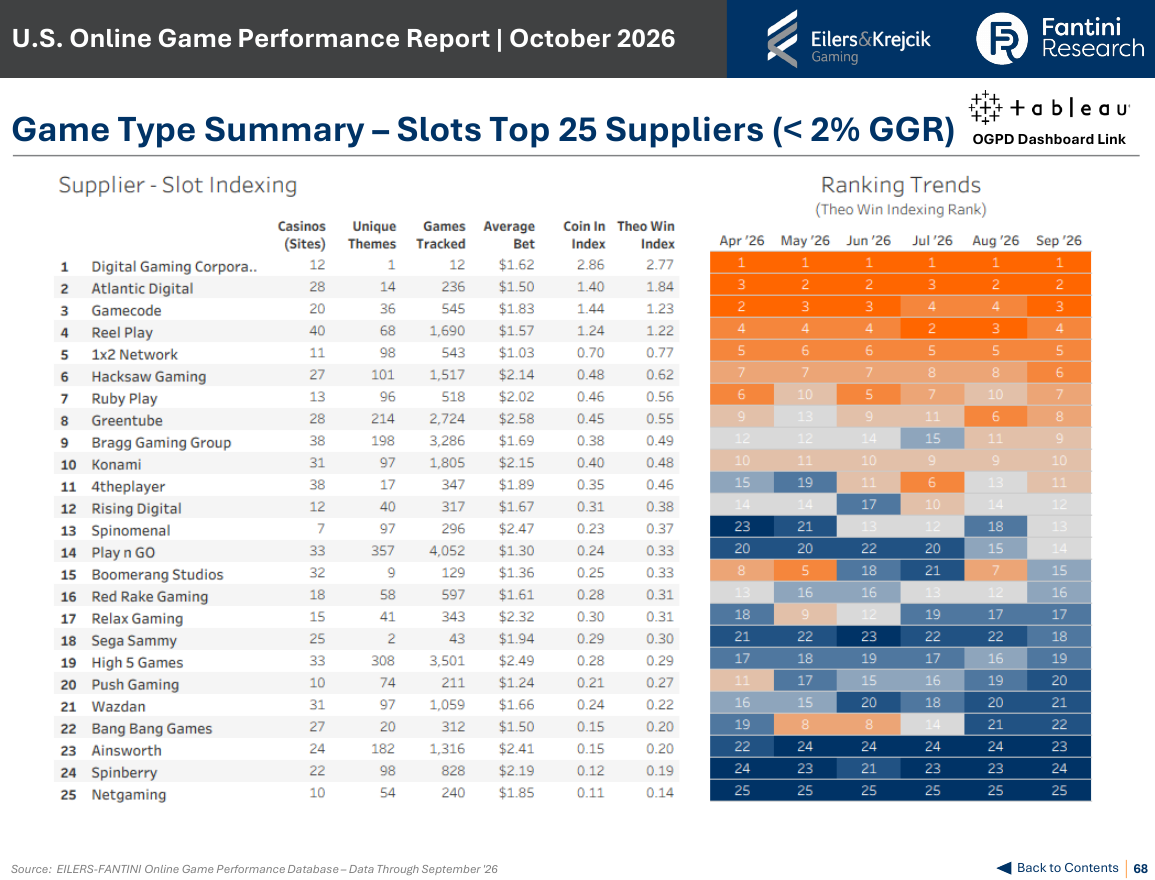 U.S. Online Game Performance Report | October 2026
Eilers&Krejcik
Gaming
Fantini
Research
Game Type Summary – Slots Top 25 Suppliers (< 2% GGR)
+ a b l e a u
OGPD Dashboard Link
Supplier - Slot Indexing
Casinos (Sites) Unique Themes Games Tracked Average Bet Coin In Index Theo Win Index
1 Digital Gaming Corpora.. 12 1 12 $1.62 2.86 2.77
2 Atlantic Digital 28 14 236 $1.50 1.40 1.84
3 Gamecode 20 36 545 $1.83 1.44 1.23
4 Reel Play 40 68 1,690 $1.57 1.24 1.22
5 1x2 Network 11 98 543 $1.03 0.70 0.77
6 Hacksaw Gaming 27 101 1,517 $2.14 0.48 0.62
7 Ruby Play 13 96 518 $2.02 0.46 0.56
8 Greentube 28 214 2,724 $2.58 0.45 0.55
9 Bragg Gaming Group 38 198 3,286 $1.69 0.38 0.49
10 Konami 31 97 1,805 $2.15 0.40 0.48
11 4theplayer 38 17 347 $1.89 0.35 0.46
12 Rising Digital 12 40 317 $1.67 0.31 0.38
13 Spinomenal 7 97 296 $2.47 0.23 0.37
14 Play n GO 33 357 4,052 $1.30 0.24 0.33
15 Boomerang Studios 32 9 129 $1.36 0.25 0.33
16 Red Rake Gaming 18 58 597 $1.61 0.28 0.31
17 Relax Gaming 15 41 343 $2.32 0.30 0.31
18 Sega Sammy 25 2 43 $1.94 0.29 0.30
19 High 5 Games 33 308 3,501 $2.49 0.28 0.29
20 Push Gaming 10 74 211 $1.24 0.21 0.27
21 Wazdan 31 97 1,059 $1.66 0.24 0.22
22 Bang Bang Games 27 20 312 $1.50 0.15 0.20
23 Ainsworth 24 182 1,316 $2.41 0.15 0.20
24 Spinberry 22 98 828 $2.19 0.12 0.19
25 Netgaming 10 54 240 $1.85 0.11 0.14
Ranking Trends
(Theo Win Indexing Rank)
Apr '26 May '26 Jun '26 Jul '26 Aug '26 Sep '26
1 1 1 1 1 1
3 2 2 3 2 2
2 3 3 4 4 3
4 4 4 2 3 4
5 6 6 5 5 5
7 7 7 8 8 6
6 10 5 7 10 7
9 13 9 11 6 8
12 12 14 15 11 9
10 11 10 9 9 10
15 19 11 6 13 11
14 14 17 10 14 12
23 21 13 12 18 13
20 20 22 20 15 14
8 5 18 21 7 15
13 16 16 13 12 16
18 9 12 19 17 17
21 22 23 22 22 18
17 18 19 17 16 19
11 17 15 16 19 20
16 15 20 18 20 21
19 8 8 14 21 22
22 24 24 24 24 23
24 23 21 23 23 24
25 25 25 25 25 25
Source: EILERS-FANTINI Online Game Performance Database – Data Through September '26
Back to Contents | 68